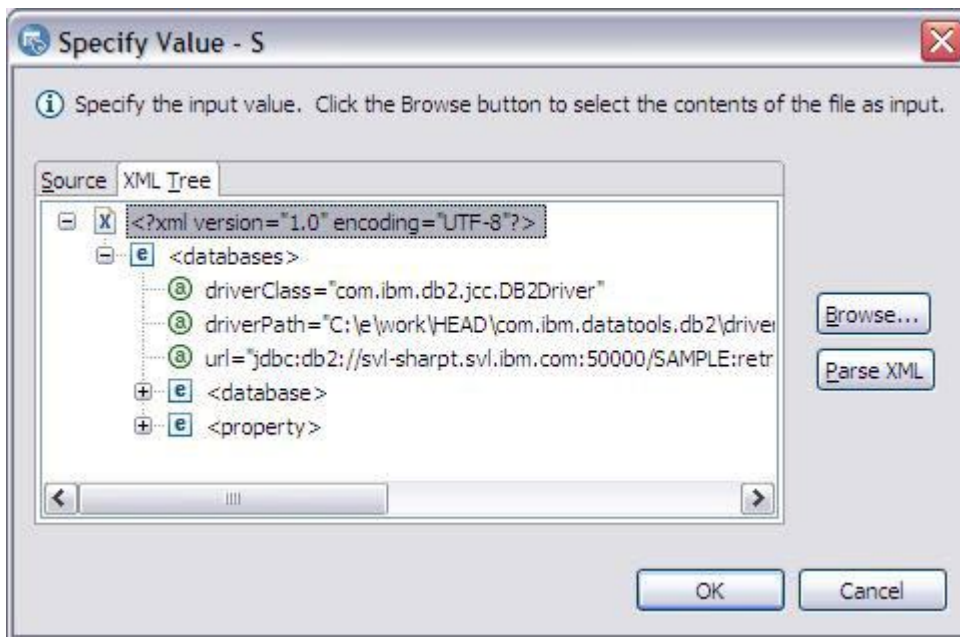 Specify Value - S
Specify the input value. Click the Browse button to select the contents of the file as input.
Source XML Tree
<?xml version="1.0" encoding="UTF-8"?>
<databases>
driverClass="com.ibm.db2.jcc.DB2Driver"
driverPath="C:\e\work\HEAD\com.ibm.datatools.db2\driver
url="jdbc:db2://svl-sharpt.svl.ibm.com:50000/SAMPLE:retr
<database>
<property>
Browse...
Parse XML
OK Cancel